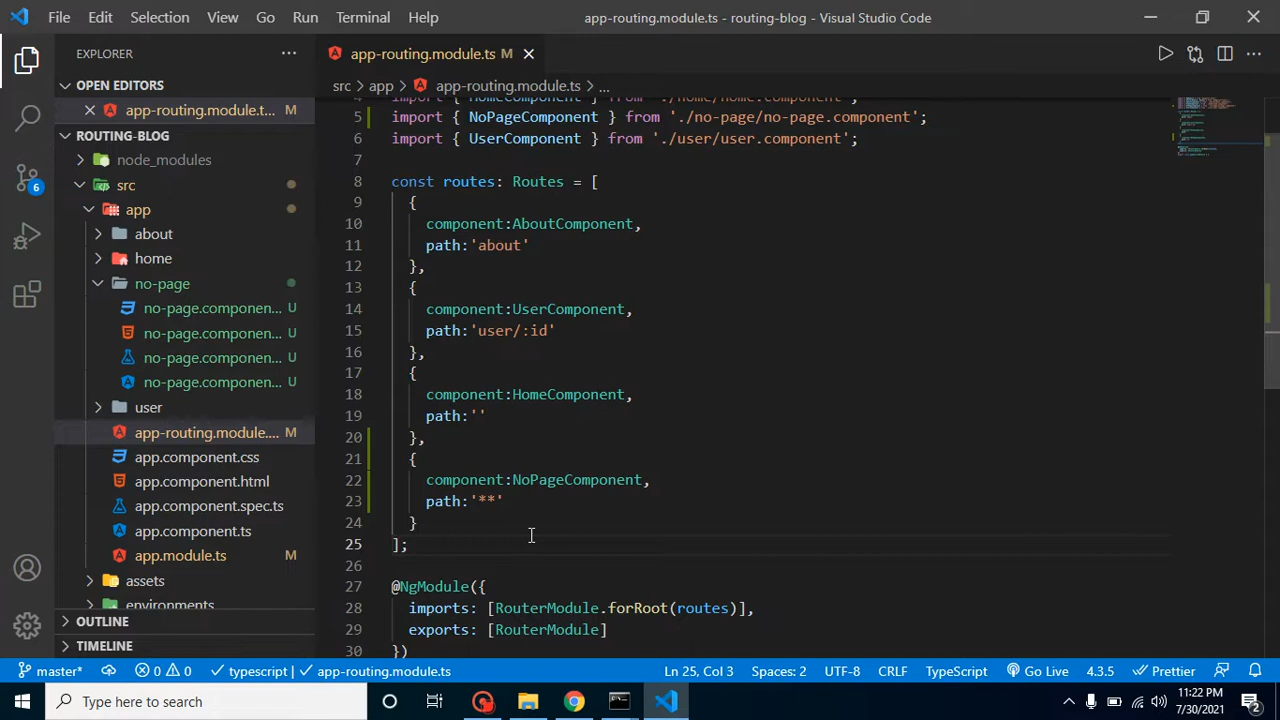 File Edit Selection View Go Run Terminal Help
app-routing.module.ts - routing-blog - Visual Studio Code
EXPLORER
OPEN EDITORS
app-routing.module.t... M
ROUTING-BLOG
node_modules
src
app
about
home
no-page
no-page.componen... U
no-page.componen... U
no-page.componen... U
no-page.componen... U
user
app-routing.module.... M
app.component.css
app.component.html
app.component.spec.ts
app.component.ts
app.module.ts M
assets
environments
OUTLINE
TIMELINE
6
app-routing.module.ts M
src > app > app-routing.module.ts > ...
4 import { HomeComponent } from './home/home.component';
5 import { NoPageComponent } from './no-page/no-page.component';
6 import { UserComponent } from './user/user.component';
7
8 const routes: Routes = [
9 {
10 component:AboutComponent,
11 path:'about'
12 },
13 {
14 component:UserComponent,
15 path:'user/:id'
16 },
17 {
18 component:HomeComponent,
19 path:''
20 },
21 {
22 component:NoPageComponent,
23 path:'**'
24 }
25 ];
26
27 @NgModule({
28 imports: [RouterModule.forRoot(routes)],
29 exports: [RouterModule]
30 })
master* 0 0 typescript | app-routing.module.ts Ln 25, Col 3 Spaces: 2 UTF-8 CRLF TypeScript Go Live 4.3.5 Prettier
Type here to search
11:22 PM
7/30/2021
2